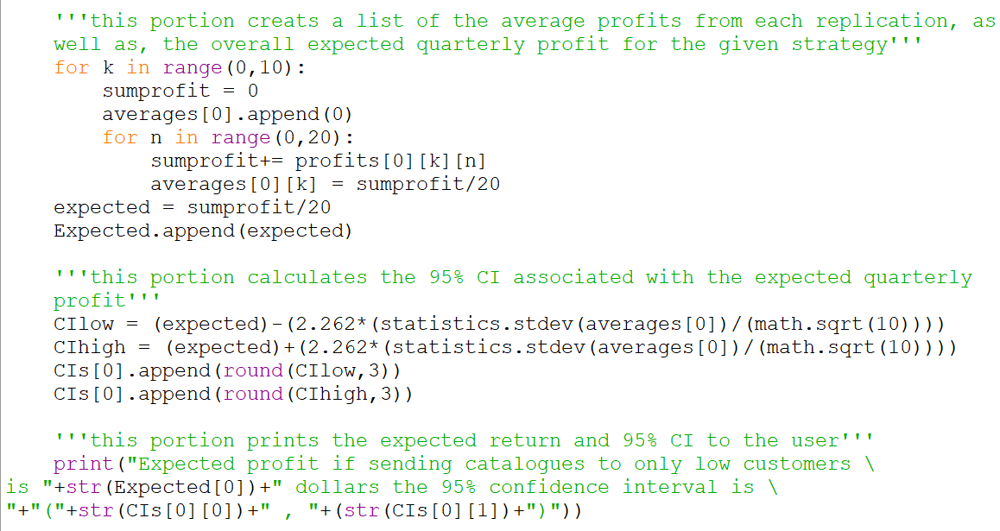 '''this portion creats a list of the average profits from each replication, as
well as, the overall expected quarterly profit for the given strategy'''
for k in range(0,10):
    sumprofit = 0
    averages[0].append(0)
    for n in range(0,20):
        sumprofit+= profits[0][k][n]
        averages[0][k] = sumprofit/20
expected = sumprofit/20
Expected.append(expected)

'''this portion calculates the 95% CI associated with the expected quarterly
profit'''
CIlow = (expected)-(2.262*(statistics.stdev(averages[0])/(math.sqrt(10))))
CIhigh = (expected)+(2.262*(statistics.stdev(averages[0])/(math.sqrt(10))))
CIs[0].append(round(CIlow,3))
CIs[0].append(round(CIhigh,3))

'''this portion prints the expected return and 95% CI to the user'''
print("Expected profit if sending catalogues to only low customers \
is "+str(Expected[0])+" dollars the 95% confidence interval is \
"+"("+str(CIs[0][0])+" , "+(str(CIs[0][1])+")"))